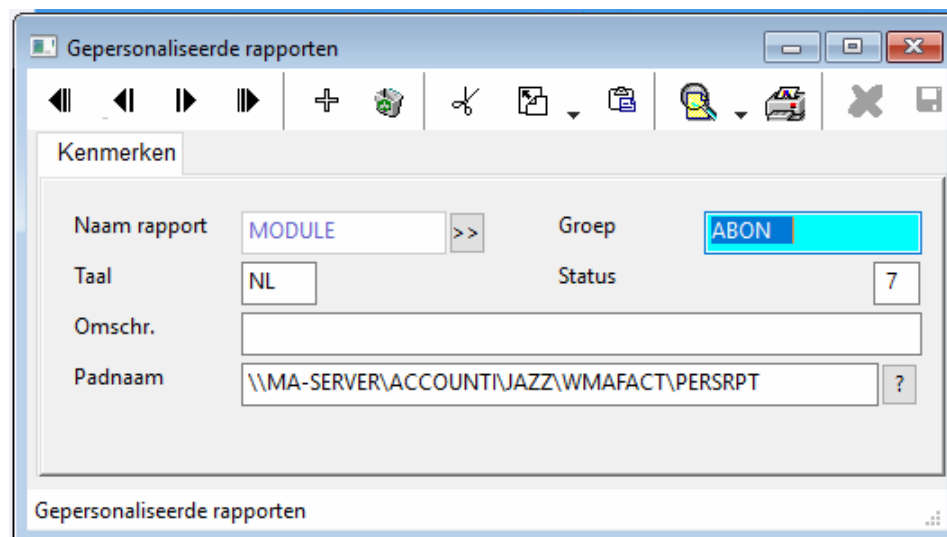 Gepersonaliseerde rapporten
Kenmerken
Naam rapport MODULE >> Groep ABON
Taal NL Status 7
Omschr.
Padnaam \\MA-SERVER\ACCOUNTI\JAZZ\WMAFACT\PERSRPT ?
Gepersonaliseerde rapporten